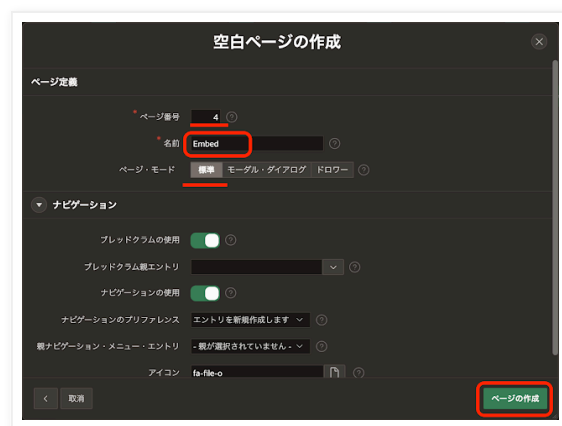 空白ページの作成
ページ定義
* ページ番号 4
* 名前 Embed
ページ・モード 標準 モーダル・ダイアログ ドロワー
ナビゲーション
ブレッドクラムの使用
ブレッドクラム親エントリ
ナビゲーションの使用
ナビゲーションのプリファレンス エントリを新規作成します
親ナビゲーション・メニュー・エントリ - 親が選択されていません -
アイコン fa-file-o
取消 ページの作成